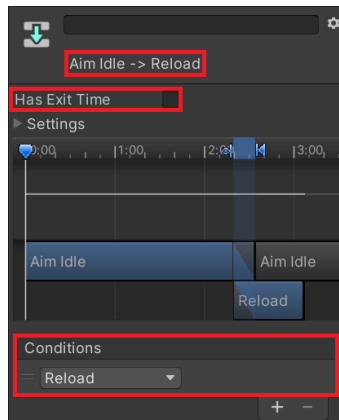 Aim Idle -> Reload
Has Exit Time
Settings
0:00 1:00 2:00 3:00
Aim Idle Aim Idle
Reload
Conditions
Reload
+ -